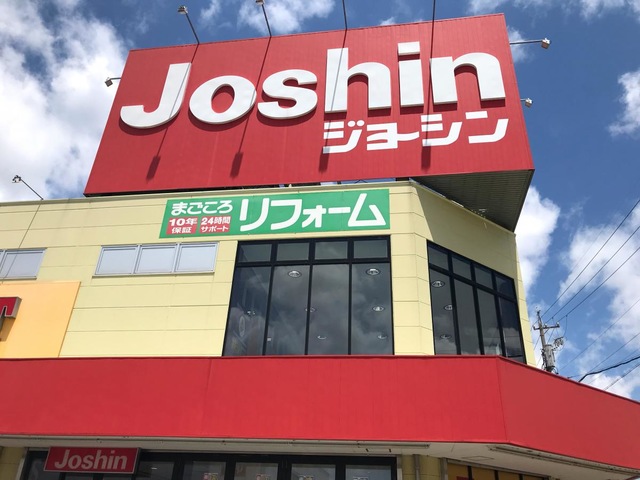 Joshin
ジョーシン
まごころ リフォーム
10年保証 24時間サポート
Joshin